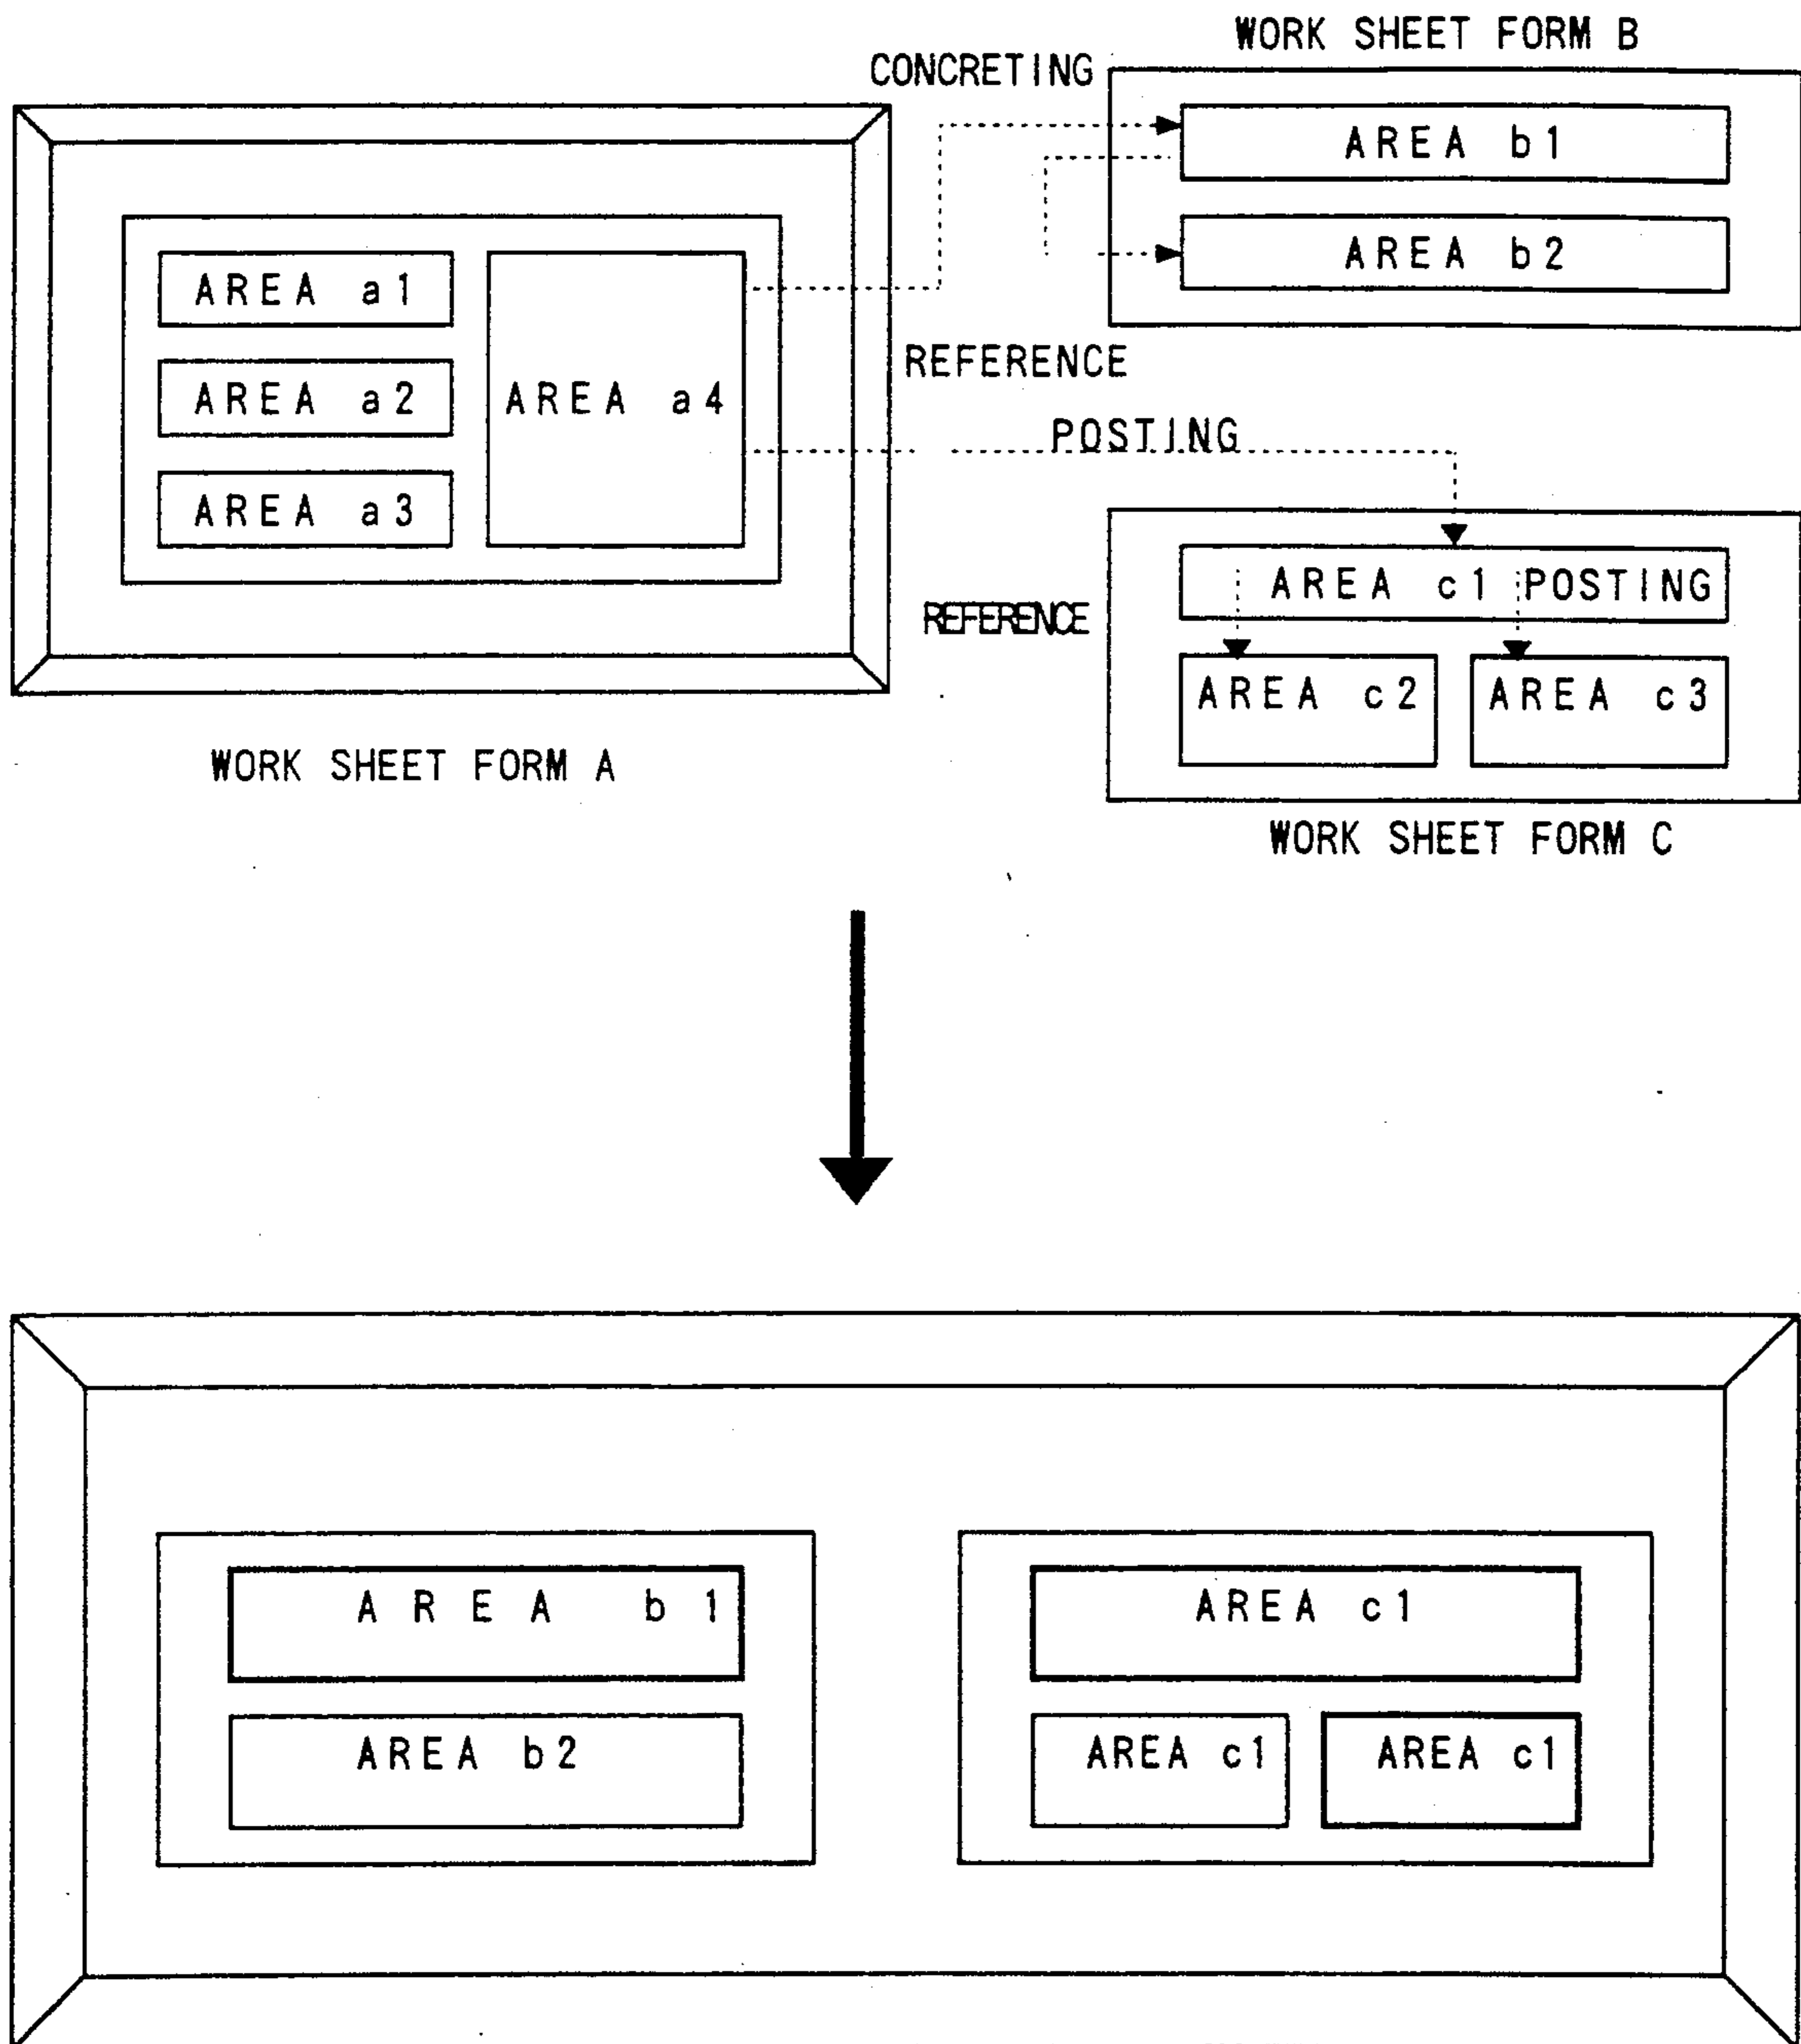 WORK SHEET FORM B
CONCRETING
AREA b1
AREA b2
AREA a1
REFERENCE
AREA a2
AREA a4
POSTING
AREA a3
AREA c1 POSTING
REFERENCE
AREA c2
AREA c3
WORK SHEET FORM A
WORK SHEET FORM C
AREA b1
AREA c1
AREA b2
AREA c1
AREA c1